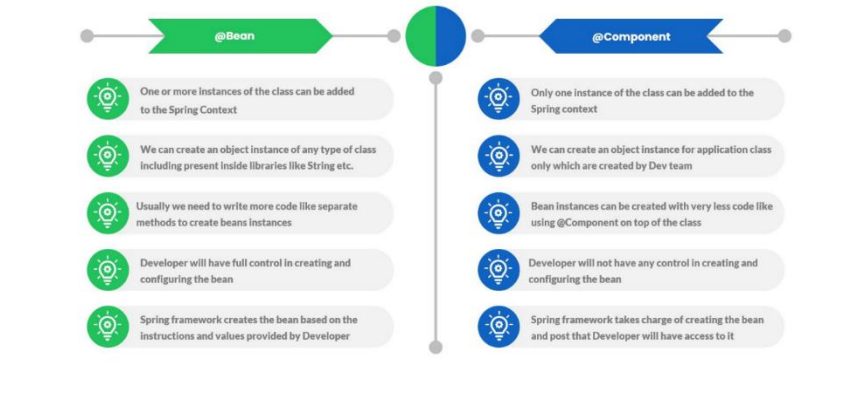 @Bean
One or more instances of the class can be added
to the Spring Context
We can create an object instance of any type of class
including present inside libraries like String etc.
Usually we need to write more code like separate
methods to create beans instances
Developer will have full control in creating and
configuring the bean
Spring framework creates the bean based on the
instructions and values provided by Developer
@Component
Only one instance of the class can be added to the
Spring context
We can create an object instance for application class
only which are created by Dev team
Bean instances can be created with very less code like
using @Component on top of the class
Developer will not have any control in creating and
configuring the bean
Spring framework takes charge of creating the bean
and post that Developer will have access to it